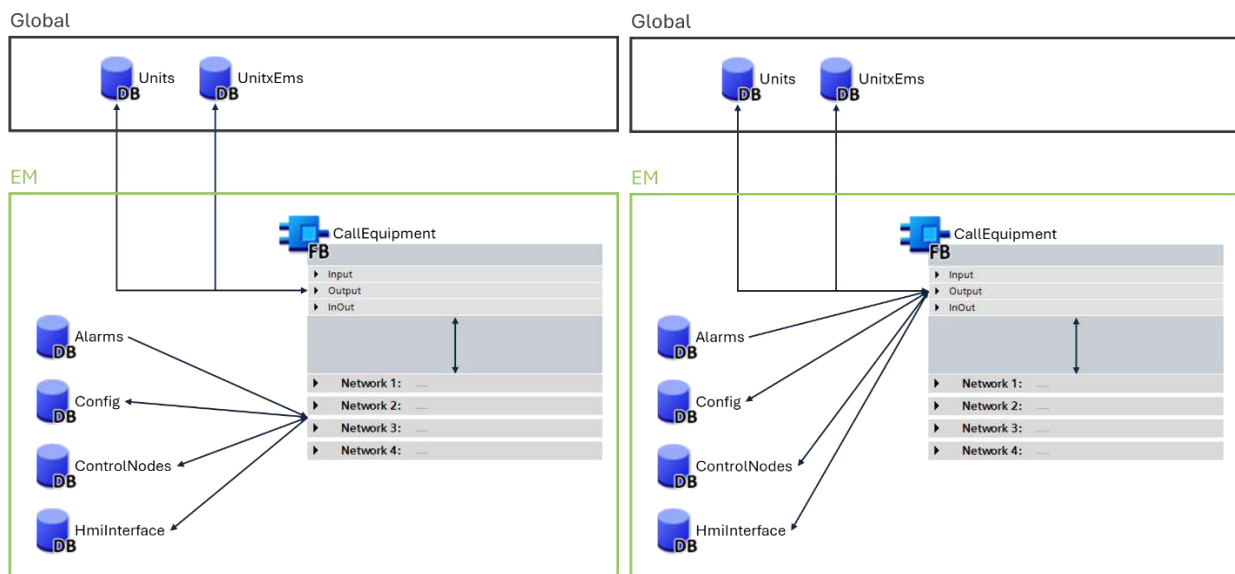 Global
DB
Units
DB
UnitxEms
EM
FB
CallEquipment
Input
Output
InOut
DB
Alarms
DB
Config
DB
ControlNodes
DB
HmiInterface
Network 1: .....
Network 2: .....
Network 3: .....
Network 4: .....
Global
DB
Units
DB
UnitxEms
EM
FB
CallEquipment
Input
Output
InOut
DB
Alarms
DB
Config
DB
ControlNodes
DB
HmiInterface
Network 1: .....
Network 2: .....
Network 3: .....
Network 4: .....